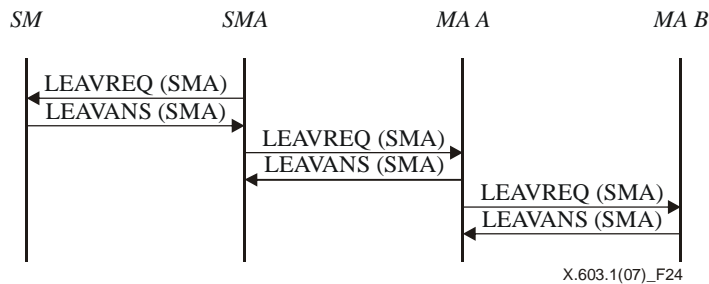 SM SMA MA A MA B
LEAVREQ (SMA)
LEAVANS (SMA)
LEAVREQ (SMA)
LEAVANS (SMA)
LEAVREQ (SMA)
LEAVANS (SMA)
X.603.1(07)_F24